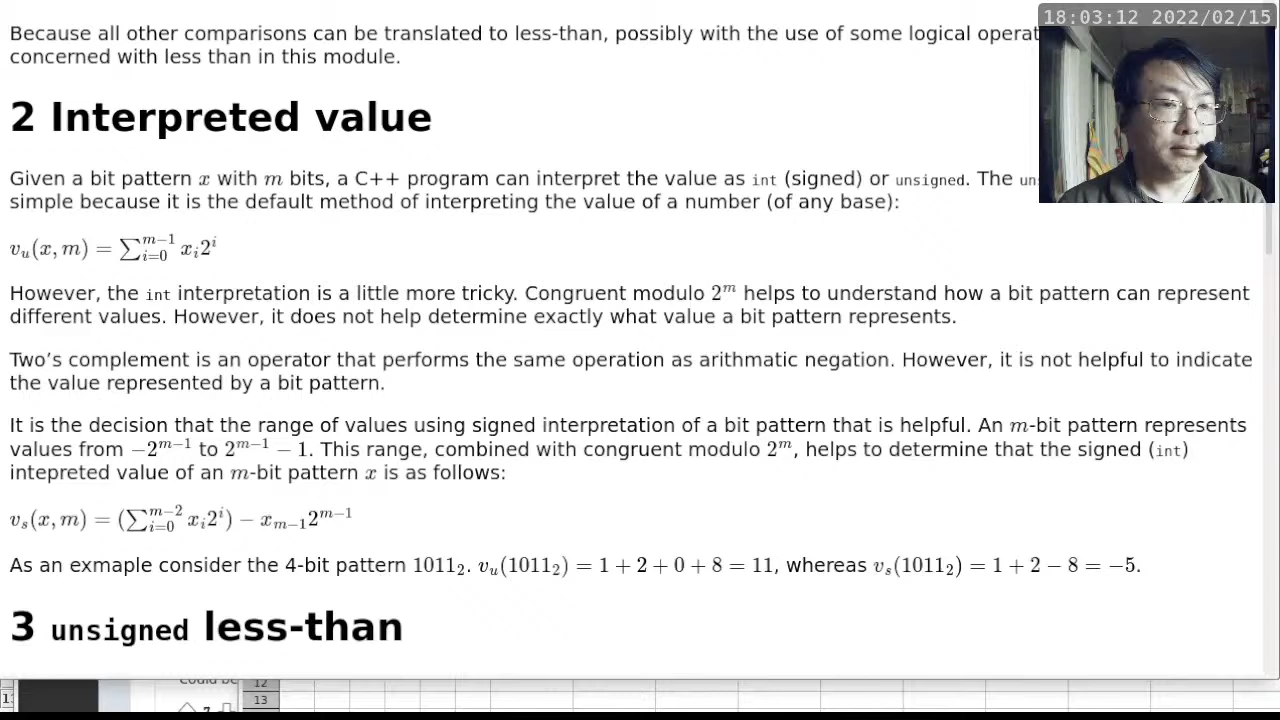 18:03:12 2022/02/15
Because all other comparisons can be translated to less-than, possibly with the use of some logical
concerned with less than in this module.
2 Interpreted value
Given a bit pattern x with m bits, a C++ program can interpret the value as int (signed) or unsigned. The
simple because it is the default method of interpreting the value of a number (of any base):
v_u(x, m) = ∑_{i=0}^{m−1} x_i 2^i
However, the int interpretation is a little more tricky. Congruent modulo 2^m helps to understand how a bit pattern can represent
different values. However, it does not help determine exactly what value a bit pattern represents.
Two’s complement is an operator that performs the same operation as arithmatic negation. However, it is not helpful to indicate
the value represented by a bit pattern.
It is the decision that the range of values using signed interpretation of a bit pattern that is helpful. An m-bit pattern represents
values from −2^{m−1} to 2^{m−1} − 1. This range, combined with congruent modulo 2^m, helps to determine that the signed (int)
intepreted value of an m-bit pattern x is as follows:
v_s(x, m) = (∑_{i=0}^{m−2} x_i 2^i) − x_{m−1} 2^{m−1}
As an exmaple consider the 4-bit pattern 1011_2. v_u(1011_2) = 1 + 2 + 0 + 8 = 11, whereas v_s(1011_2) = 1 + 2 − 8 = −5.
3 unsigned less-than
12
13